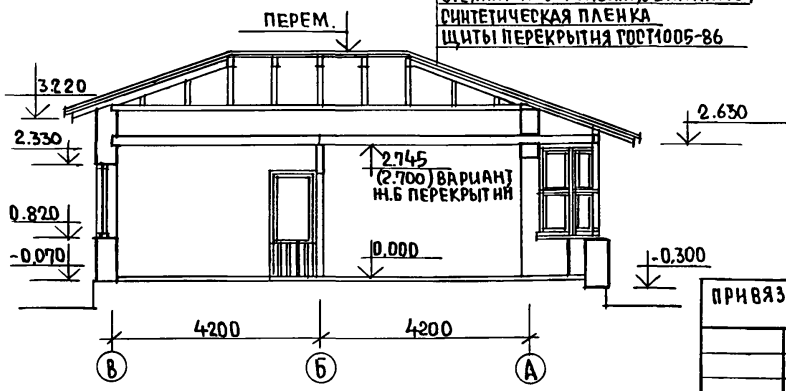 ПЕРЕМ.
СИНТЕТИЧЕСКАЯ ПЛЕНКА
ЩИТЫ ПЕРЕКРЫТИЯ ГОСТ1005-86
3.220
2.630
2.330
2.745
(2.700) ВАРИАНТ
Ж.Б ПЕРЕКРЫТИЙ
0.820
-0,070
0,000
-0,300
ПРИВЯЗ
4200
4200
В
Б
А